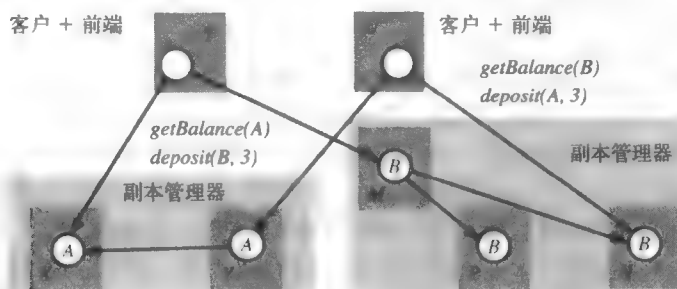 客户 + 前端
客户 + 前端
getBalance(B)
deposit(A, 3)
getBalance(A)
deposit(B, 3)
副本管理器
副本管理器
B
A
A
B
B